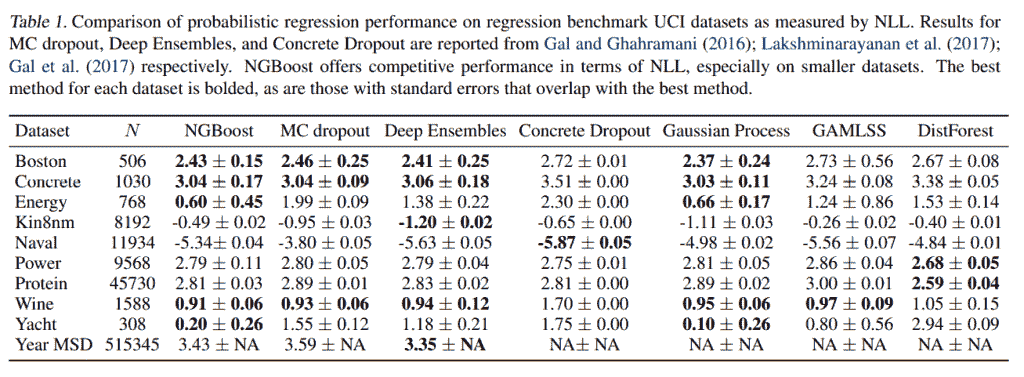 Table 1. Comparison of probabilistic regression performance on regression benchmark UCI datasets as measured by NLL. Results for
MC dropout, Deep Ensembles, and Concrete Dropout are reported from Gal and Ghahramani (2016); Lakshminarayanan et al. (2017);
Gal et al. (2017) respectively. NGBoost offers competitive performance in terms of NLL, especially on smaller datasets. The best
method for each dataset is bolded, as are those with standard errors that overlap with the best method.
Dataset N NGBoost MC dropout Deep Ensembles Concrete Dropout Gaussian Process GAMLSS DistForest
Boston 506 2.43 ± 0.15 2.46 ± 0.25 2.41 ± 0.25 2.72 ± 0.01 2.37 ± 0.24 2.73 ± 0.56 2.67 ± 0.08
Concrete 1030 3.04 ± 0.17 3.04 ± 0.09 3.06 ± 0.18 3.51 ± 0.00 3.03 ± 0.11 3.24 ± 0.08 3.38 ± 0.05
Energy 768 0.60 ± 0.45 1.99 ± 0.09 1.38 ± 0.22 2.30 ± 0.00 0.66 ± 0.17 1.24 ± 0.86 1.53 ± 0.14
Kin8nm 8192 -0.49 ± 0.02 -0.95 ± 0.03 -1.20 ± 0.02 -0.65 ± 0.00 -1.11 ± 0.03 -0.26 ± 0.02 -0.40 ± 0.01
Naval 11934 -5.34± 0.04 -3.80 ± 0.05 -5.63 ± 0.05 -5.87 ± 0.05 -4.98 ± 0.02 -5.56 ± 0.07 -4.84 ± 0.01
Power 9568 2.79 ± 0.11 2.80 ± 0.05 2.79 ± 0.04 2.75 ± 0.01 2.81 ± 0.05 2.86 ± 0.04 2.68 ± 0.05
Protein 45730 2.81 ± 0.03 2.89 ± 0.01 2.83 ± 0.02 2.81 ± 0.00 2.89 ± 0.02 3.00 ± 0.01 2.59 ± 0.04
Wine 1588 0.91 ± 0.06 0.93 ± 0.06 0.94 ± 0.12 1.70 ± 0.00 0.95 ± 0.06 0.97 ± 0.09 1.05 ± 0.15
Yacht 308 0.20 ± 0.26 1.55 ± 0.12 1.18 ± 0.21 1.75 ± 0.00 0.10 ± 0.26 0.80 ± 0.56 2.94 ± 0.09
Year MSD 515345 3.43 ± NA 3.59 ± NA 3.35 ± NA NA± NA NA ± NA NA ± NA NA ± NA